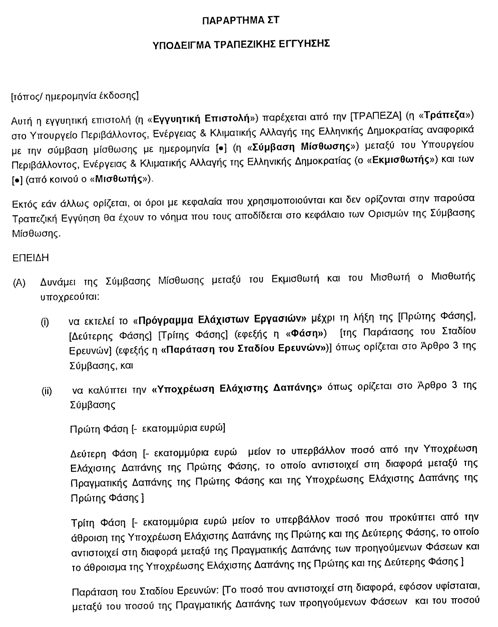 ΠΑΡΑΡΤΗΜΑ ΣΤ
ΥΠΟΔΕΙΓΜΑ ΤΡΑΠΕΖΙΚΗΣ ΕΓΓΥΗΣΗΣ
[τόπος/ ημερομηνία έκδοσης]
Αυτή η εγγυητική επιστολή (η «Εγγυητική Επιστολή») παρέχεται από την [ΤΡΑΠΕΖΑ] (η «Τράπεζα»)
στο Υπουργείο Περιβάλλοντος, Ενέργειας & Κλιματικής Αλλαγής της Ελληνικής Δημοκρατίας αναφορικά
με την σύμβαση μίσθωσης με ημερομηνία [●] (η «Σύμβαση Μίσθωσης») μεταξύ του Υπουργείου
Περιβάλλοντος, Ενέργειας & Κλιματικής Αλλαγής της Ελληνικής Δημοκρατίας (ο «Εκμισθωτής») και των
[●] (από κοινού ο «Μισθωτής»).
Εκτός εάν άλλως ορίζεται, οι όροι με κεφαλαία που χρησιμοποιούνται και δεν ορίζονται στην παρούσα
Τραπεζική Εγγύηση θα έχουν το νόημα που τους αποδίδεται στο κεφάλαιο των Ορισμών της Σύμβασης
Μίσθωσης.
ΕΠΕΙΔΗ
(Α) Δυνάμει της Σύμβασης Μίσθωσης μεταξύ του Εκμισθωτή και του Μισθωτή ο Μισθωτής
υποχρεούται:
(i) να εκτελεί το «Πρόγραμμα Ελάχιστων Εργασιών» μέχρι τη λήξη της [Πρώτης Φάσης],
[Δεύτερης Φάσης] [Τρίτης Φάσης] (εφεξής η «Φάση») [της Παράτασης του Σταδίου
Ερευνών] (εφεξής η «Παράταση του Σταδίου Ερευνών»)] όπως ορίζεται στο Άρθρο 3 της
Σύμβασης, και
(ii) να καλύπτει την «Υποχρέωση Ελάχιστης Δαπάνης» όπως ορίζεται στο Άρθρο 3 της
Σύμβασης
Πρώτη Φάση [- εκατομμύρια ευρώ]
Δεύτερη Φάση [- εκατομμύρια ευρώ μείον το υπερβάλλον ποσό από την Υποχρέωση
Ελάχιστης Δαπάνης της Πρώτης Φάσης, το οποίο αντιστοιχεί στη διαφορά μεταξύ της
Πραγματικής Δαπάνης της Πρώτης Φάσης και της Υποχρέωσης Ελάχιστης Δαπάνης της
Πρώτης Φάσης ]
Τρίτη Φάση [- εκατομμύρια ευρώ μείον το υπερβάλλον ποσό που προκύπτει από την
άθροιση της Υποχρέωση Ελάχιστης Δαπάνης της Πρώτης και της Δεύτερης Φάσης, το οποίο
αντιστοιχεί στη διαφορά μεταξύ της Πραγματικής Δαπάνης των προηγούμενων Φάσεων και
το άθροισμα της Υποχρέωσης Ελάχιστης Δαπάνης της Πρώτης και της Δεύτερης Φάσης ]
Παράταση του Σταδίου Ερευνών: [Το ποσό που αντιστοιχεί στη διαφορά, εφόσον υφίσταται,
μεταξύ του ποσού της Πραγματικής Δαπάνης των προηγούμενων Φάσεων και του ποσού